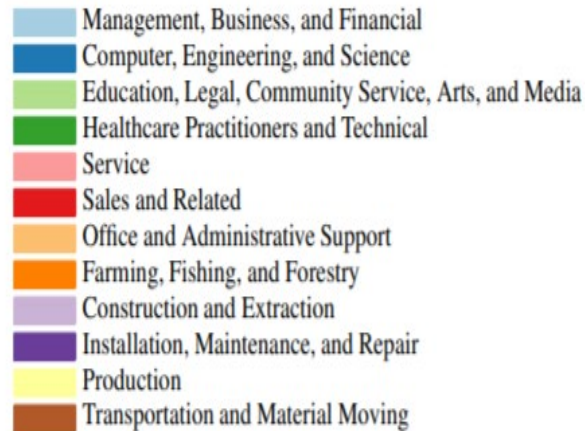 Management, Business, and Financial
Computer, Engineering, and Science
Education, Legal, Community Service, Arts, and Media
Healthcare Practitioners and Technical
Service
Sales and Related
Office and Administrative Support
Farming, Fishing, and Forestry
Construction and Extraction
Installation, Maintenance, and Repair
Production
Transportation and Material Moving